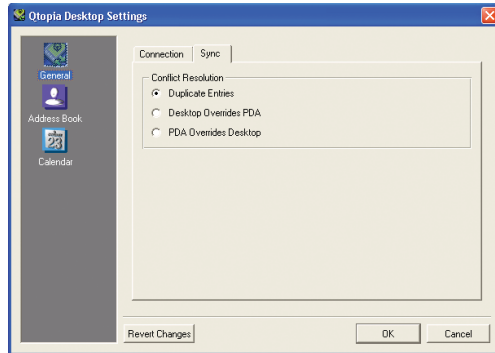 Qtopia Desktop Settings
General
Address Book
23
Calendar
Connection
Sync
Conflict Resolution
Duplicate Entries
Desktop Overrides PDA
PDA Overrides Desktop
Revert Changes
OK
Cancel